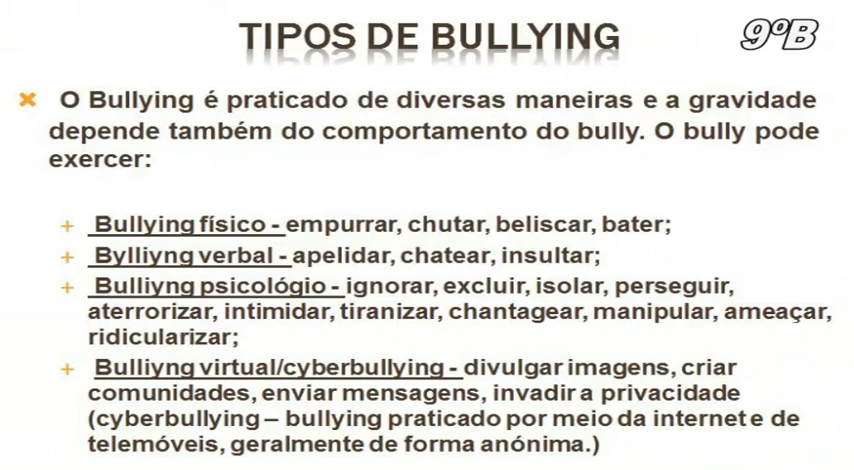 TIPOS DE BULLYING
9ºB
O Bullying é praticado de diversas maneiras e a gravidade
depende também do comportamento do bully. O bully pode
exercer:
+ Bullying físico - empurrar, chutar, beliscar, bater;
+ Bylliyng verbal - apelidar, chatear, insultar;
+ Bulliyng psicológio - ignorar, excluir, isolar, perseguir,
aterrorizar, intimidar, tiranizar, chantagear, manipular, ameaçar,
ridicularizar;
+ Bulliyng virtual/cyberbullying - divulgar imagens, criar
comunidades, enviar mensagens, invadir a privacidade
(cyberbullying – bullying praticado por meio da internet e de
telemóveis, geralmente de forma anónima.)